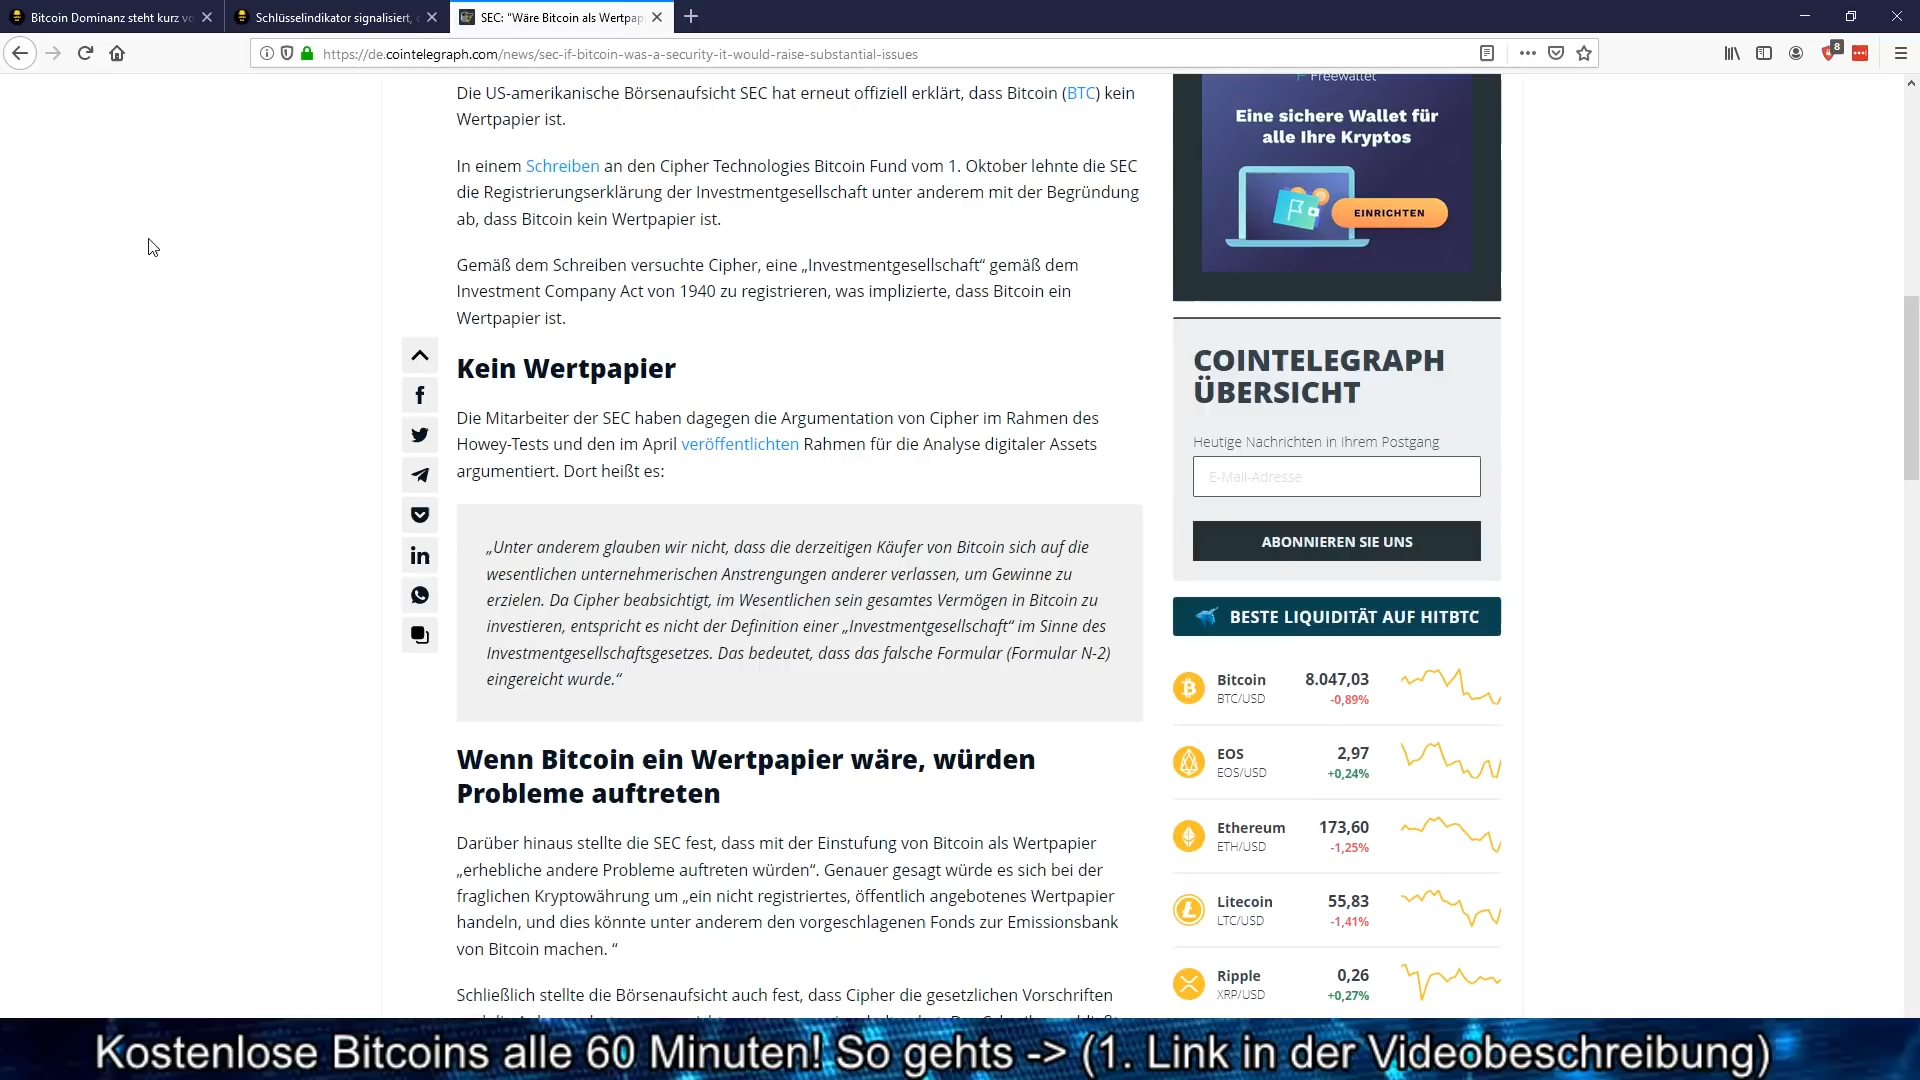 Bitcoin Dominanz steht kurz vo
Schlüsselindikator signalisiert,
SEC: "Wäre Bitcoin als Wertpap
https://de.cointelegraph.com/news/sec-if-bitcoin-was-a-security-it-would-raise-substantial-issues
8
Die US-amerikanische Börsenaufsicht SEC hat erneut offiziell erklärt, dass Bitcoin (BTC) kein
Wertpapier ist.
In einem Schreiben an den Cipher Technologies Bitcoin Fund vom 1. Oktober lehnte die SEC
die Registrierungserklärung der Investmentgesellschaft unter anderem mit der Begründung
ab, dass Bitcoin kein Wertpapier ist.
Gemäß dem Schreiben versuchte Cipher, eine „Investmentgesellschaft“ gemäß dem
Investment Company Act von 1940 zu registrieren, was implizierte, dass Bitcoin ein
Wertpapier ist.
Kein Wertpapier
Die Mitarbeiter der SEC haben dagegen die Argumentation von Cipher im Rahmen des
Howey-Tests und den im April veröffentlichten Rahmen für die Analyse digitaler Assets
argumentiert. Dort heißt es:
„Unter anderem glauben wir nicht, dass die derzeitigen Käufer von Bitcoin sich auf die
wesentlichen unternehmerischen Anstrengungen anderer verlassen, um Gewinne zu
erzielen. Da Cipher beabsichtigt, im Wesentlichen sein gesamtes Vermögen in Bitcoin zu
investieren, entspricht es nicht der Definition einer „Investmentgesellschaft“ im Sinne des
Investmentgesellschaftsgesetzes. Das bedeutet, dass das falsche Formular (Formular N-2)
eingereicht wurde.“
Wenn Bitcoin ein Wertpapier wäre, würden
Probleme auftreten
Darüber hinaus stellte die SEC fest, dass mit der Einstufung von Bitcoin als Wertpapier
„erhebliche andere Probleme auftreten würden“. Genauer gesagt würde es sich bei der
fraglichen Kryptowährung um „ein nicht registriertes, öffentlich angebotenes Wertpapier
handeln, und dies könnte unter anderem den vorgeschlagenen Fonds zur Emissionsbank
von Bitcoin machen. “
Schließlich stellte die Börsenaufsicht auch fest, dass Cipher die gesetzlichen Vorschriften
Freewallet
Eine sichere Wallet für
alle Ihre Kryptos
EINRICHTEN
COINTELEGRAPH
ÜBERSICHT
Heutige Nachrichten in Ihrem Postgang
E-Mail-Adresse
ABONNIEREN SIE UNS
BESTE LIQUIDITÄT AUF HITBTC
Bitcoin 8.047,03
BTC/USD -0,89%
EOS 2,97
EOS/USD +0,24%
Ethereum 173,60
ETH/USD -1,25%
Litecoin 55,83
LTC/USD -1,41%
Ripple 0,26
XRP/USD +0,27%
Kostenlose Bitcoins alle 60 Minuten! So gehts -> (1. Link in der Videobeschreibung)